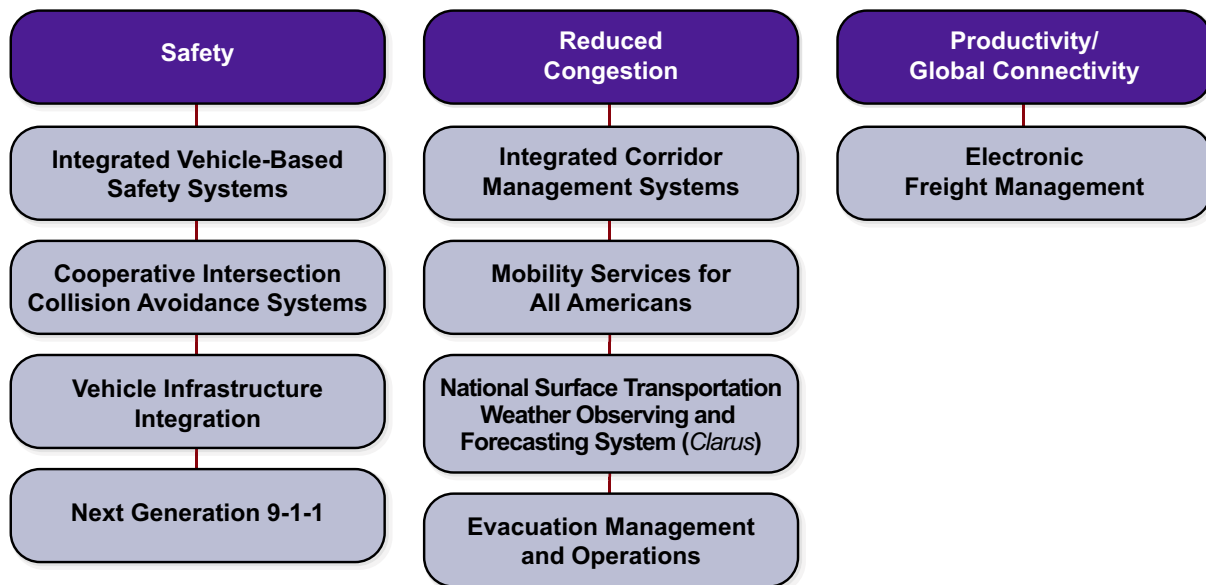 Safety
Integrated Vehicle-Based
Safety Systems
Cooperative Intersection
Collision Avoidance Systems
Vehicle Infrastructure
Integration
Next Generation 9-1-1
Reduced
Congestion
Integrated Corridor
Management Systems
Mobility Services for
All Americans
National Surface Transportation
Weather Observing and
Forecasting System (Clarus)
Evacuation Management
and Operations
Productivity/
Global Connectivity
Electronic
Freight Management